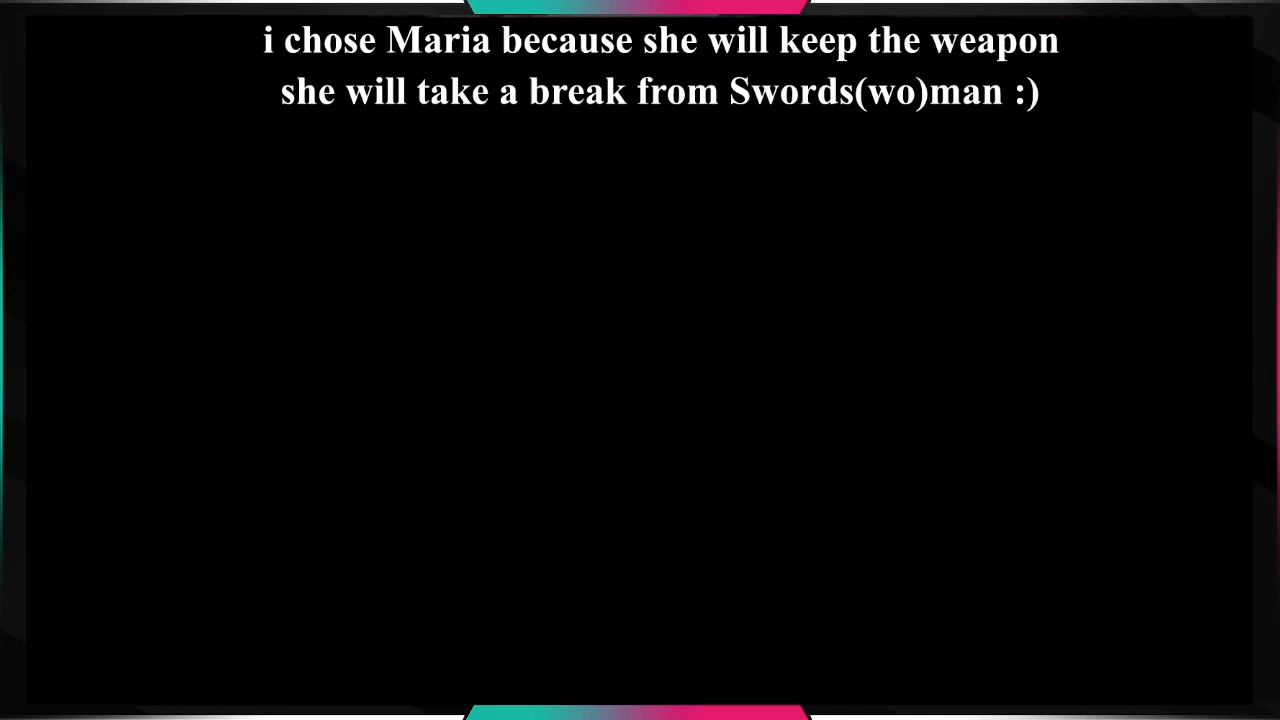 i chose Maria because she will keep the weapon
she will take a break from Swords(wo)man :)